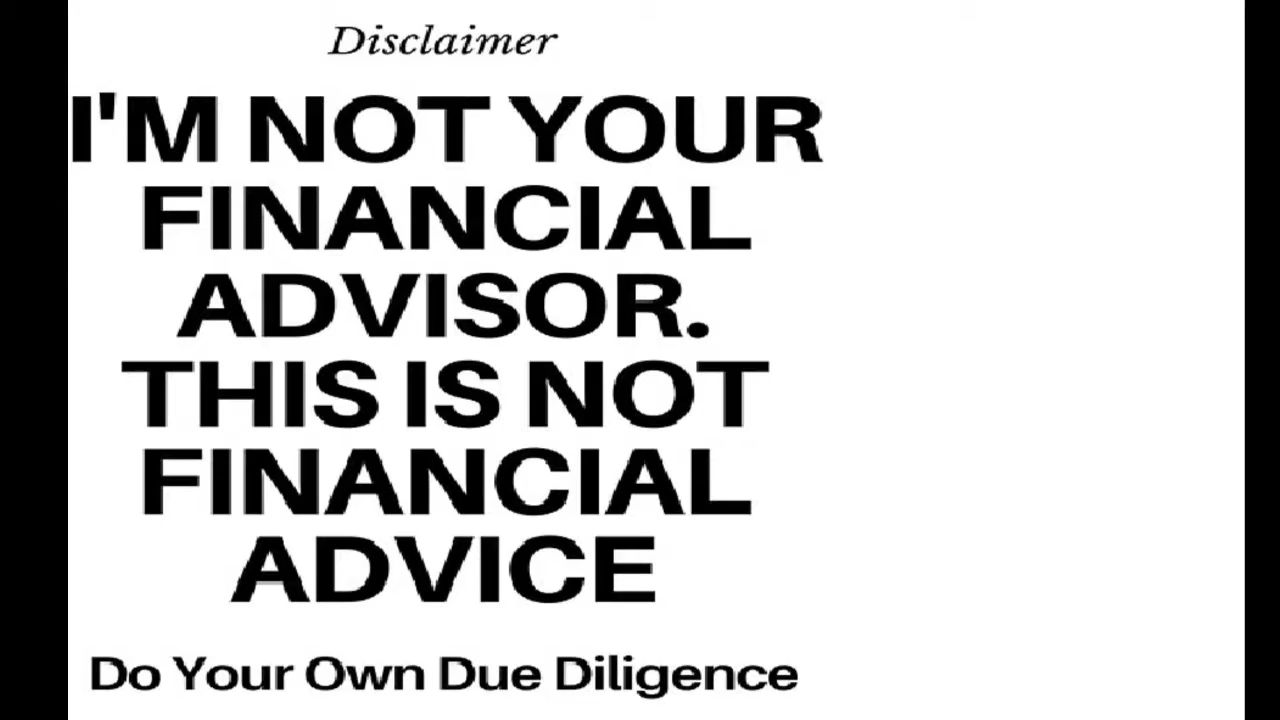 Disclaimer
I'M NOT YOUR
FINANCIAL
ADVISOR.
THIS IS NOT
FINANCIAL
ADVICE
Do Your Own Due Diligence